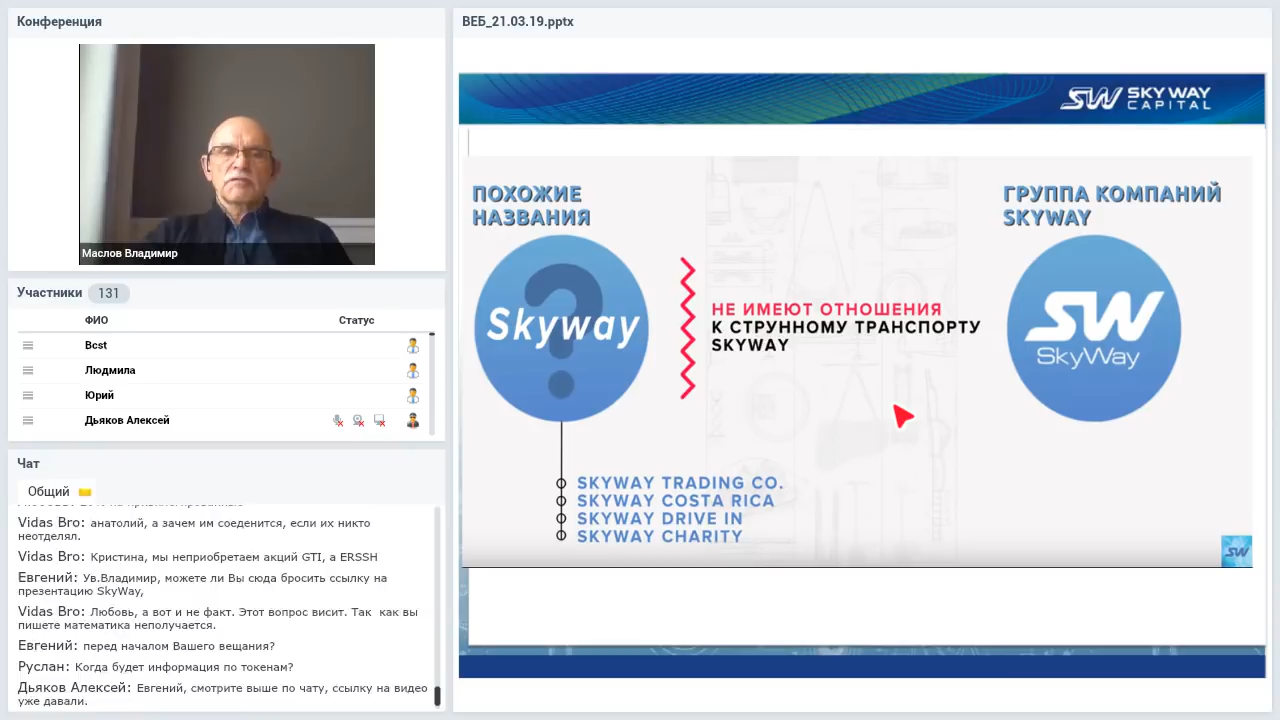 Конференция
Маслов Владимир
Участники 131
ФИО Статус
Bcst
Людмила
Юрий
Дьяков Алексей
Чат
Общий
Vidas Bro: анатолий, а зачем им соеденится, если их никто
неотделял.
Vidas Bro: Кристина, мы неприобретаем акций GTI, а ERSSH
Евгений: Ув.Владимир, можете ли Вы сюда бросить ссылку на
презентацию SkyWay,
Vidas Bro: Любовь, а вот и не факт. Этот вопрос висит. Так как вы
пишете математика неполучается.
Евгений: перед началом Вашего вещания?
Руслан: Когда будет информация по токенам?
Дьяков Алексей: Евгений, смотрите выше по чату, ссылку на видео
уже давали.
ВЕБ_21.03.19.pptx
SW SKY WAY
CAPITAL
ПОХОЖИЕ
НАЗВАНИЯ
?
Skyway
НЕ ИМЕЮТ ОТНОШЕНИЯ
К СТРУННОМУ ТРАНСПОРТУ
SKYWAY
ГРУППА КОМПАНИЙ
SKYWAY
SW
SkyWay
SKYWAY TRADING CO.
SKYWAY COSTA RICA
SKYWAY DRIVE IN
SKYWAY CHARITY
SW